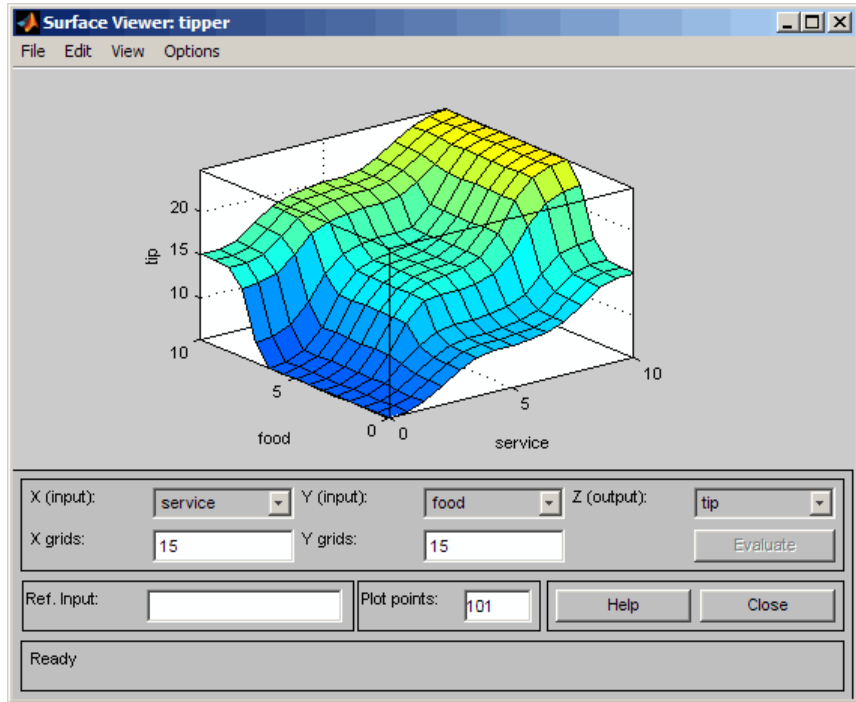 Surface Viewer: tipper
File Edit View Options
20
15
10
tip
10
5
0
food
0
5
10
service
X (input): service Y (input): food Z (output): tip
X grids: 15 Y grids: 15 Evaluate
Ref. Input: Plot points: 101 Help Close
Ready